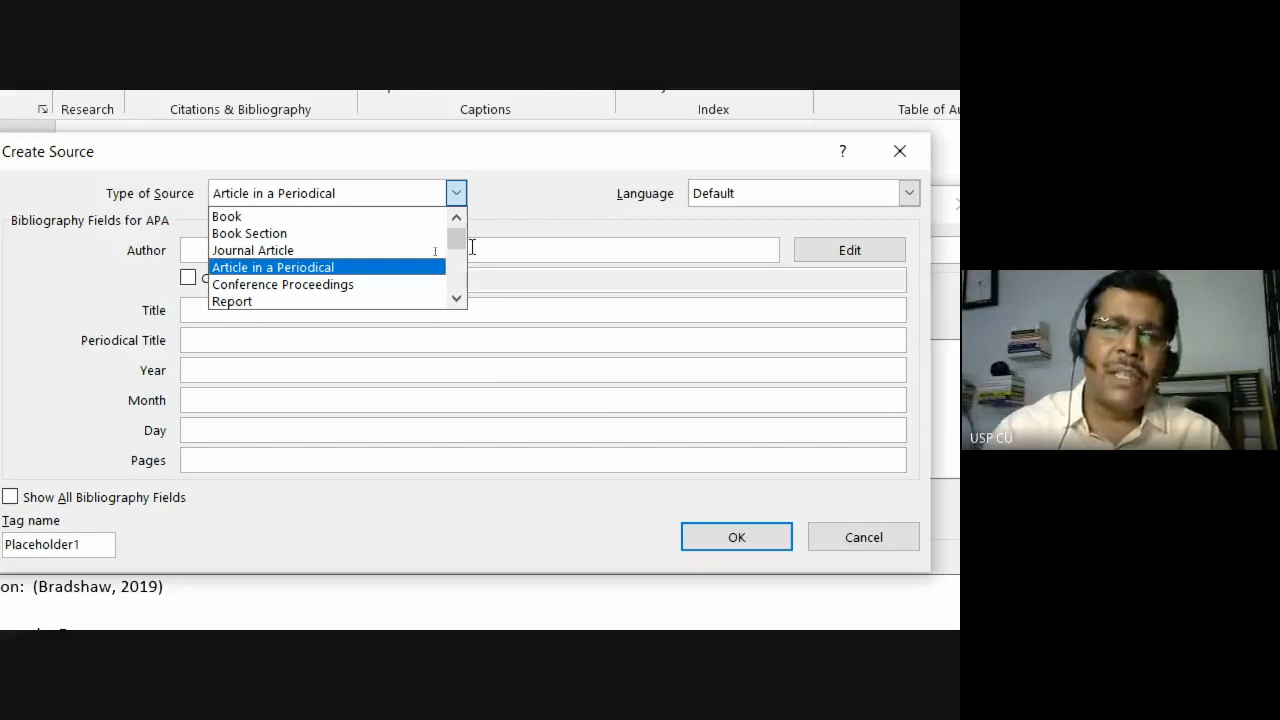 Research
Citations & Bibliography
Captions
Index
Table of Au
Create Source
?
Type of Source
Article in a Periodical
Language
Default
Book
Book Section
Journal Article
Article in a Periodical
Conference Proceedings
Report
Bibliography Fields for APA
Author
Edit
Title
Periodical Title
Year
Month
Day
Pages
Show All Bibliography Fields
Tag name
Placeholder1
OK
Cancel
on: (Bradshaw, 2019)
USP CU